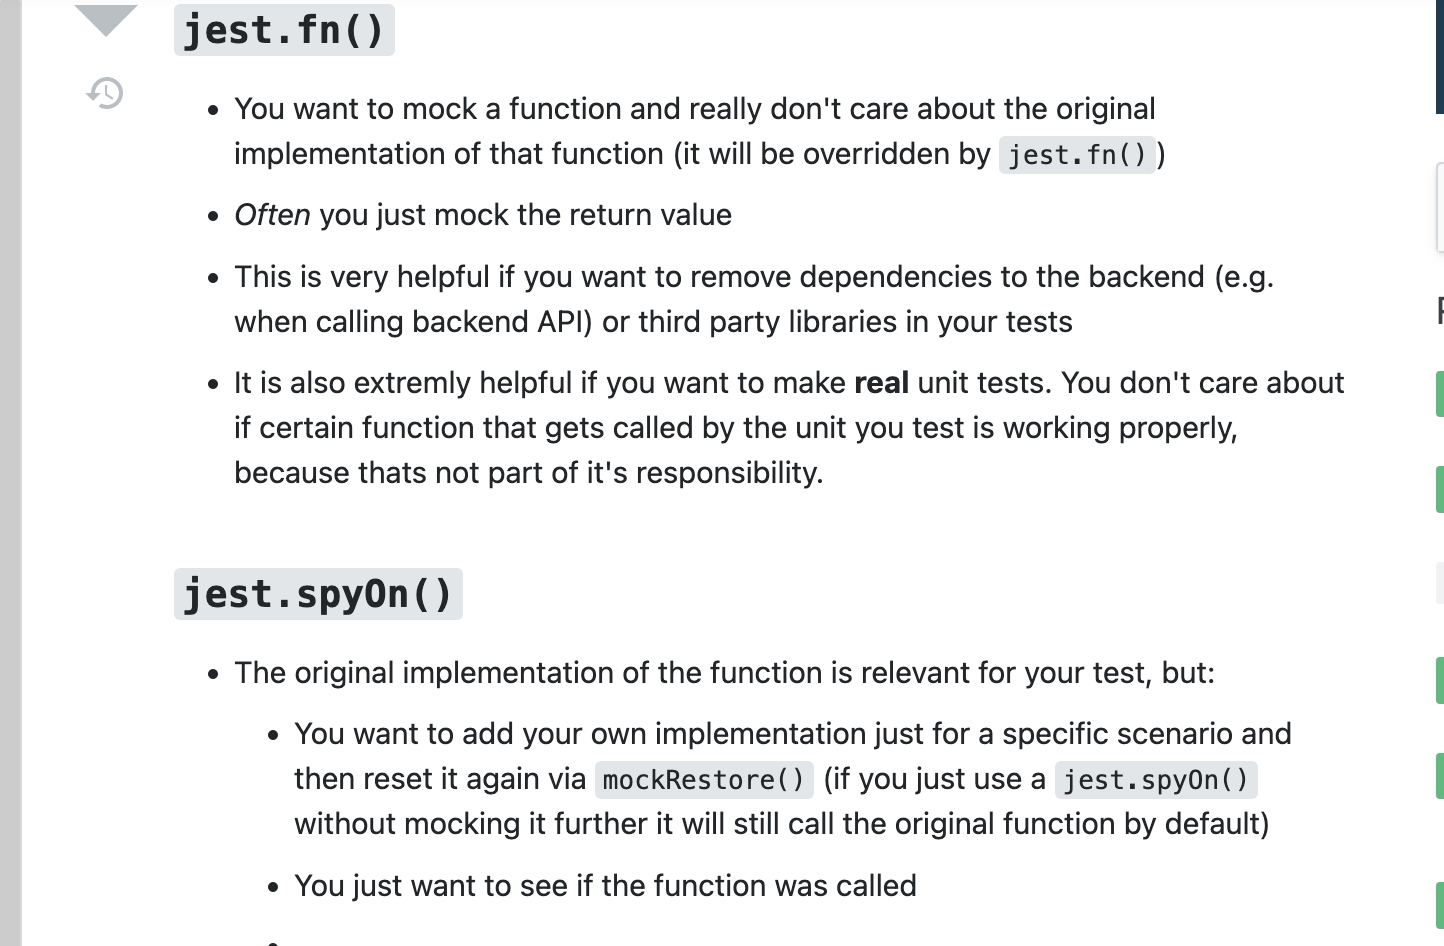 jest.fn()
You want to mock a function and really don't care about the original
implementation of that function (it will be overridden by jest.fn())
Often you just mock the return value
This is very helpful if you want to remove dependencies to the backend (e.g.
when calling backend API) or third party libraries in your tests
It is also extremly helpful if you want to make real unit tests. You don't care about
if certain function that gets called by the unit you test is working properly,
because thats not part of it's responsibility.
jest.spyOn()
The original implementation of the function is relevant for your test, but:
You want to add your own implementation just for a specific scenario and
then reset it again via mockRestore() (if you just use a jest.spyOn()
without mocking it further it will still call the original function by default)
You just want to see if the function was called